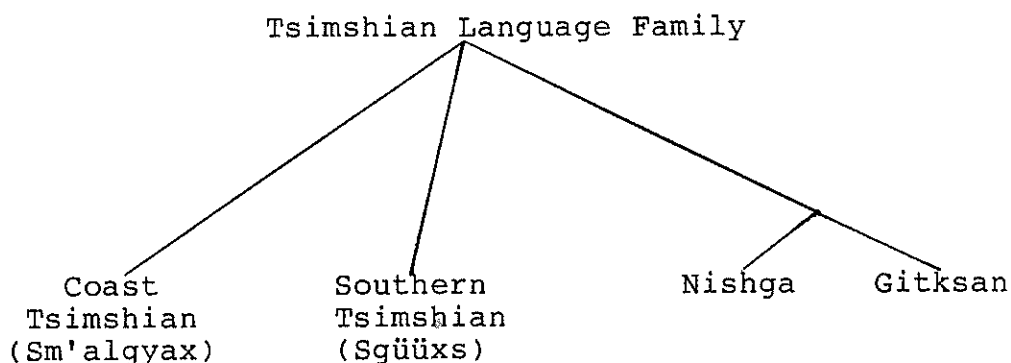 Tsimshian Language Family
Coast Southern Nishga Gitksan
Tsimshian Tsimshian
(Sm'algyax) (Sgüüxs)